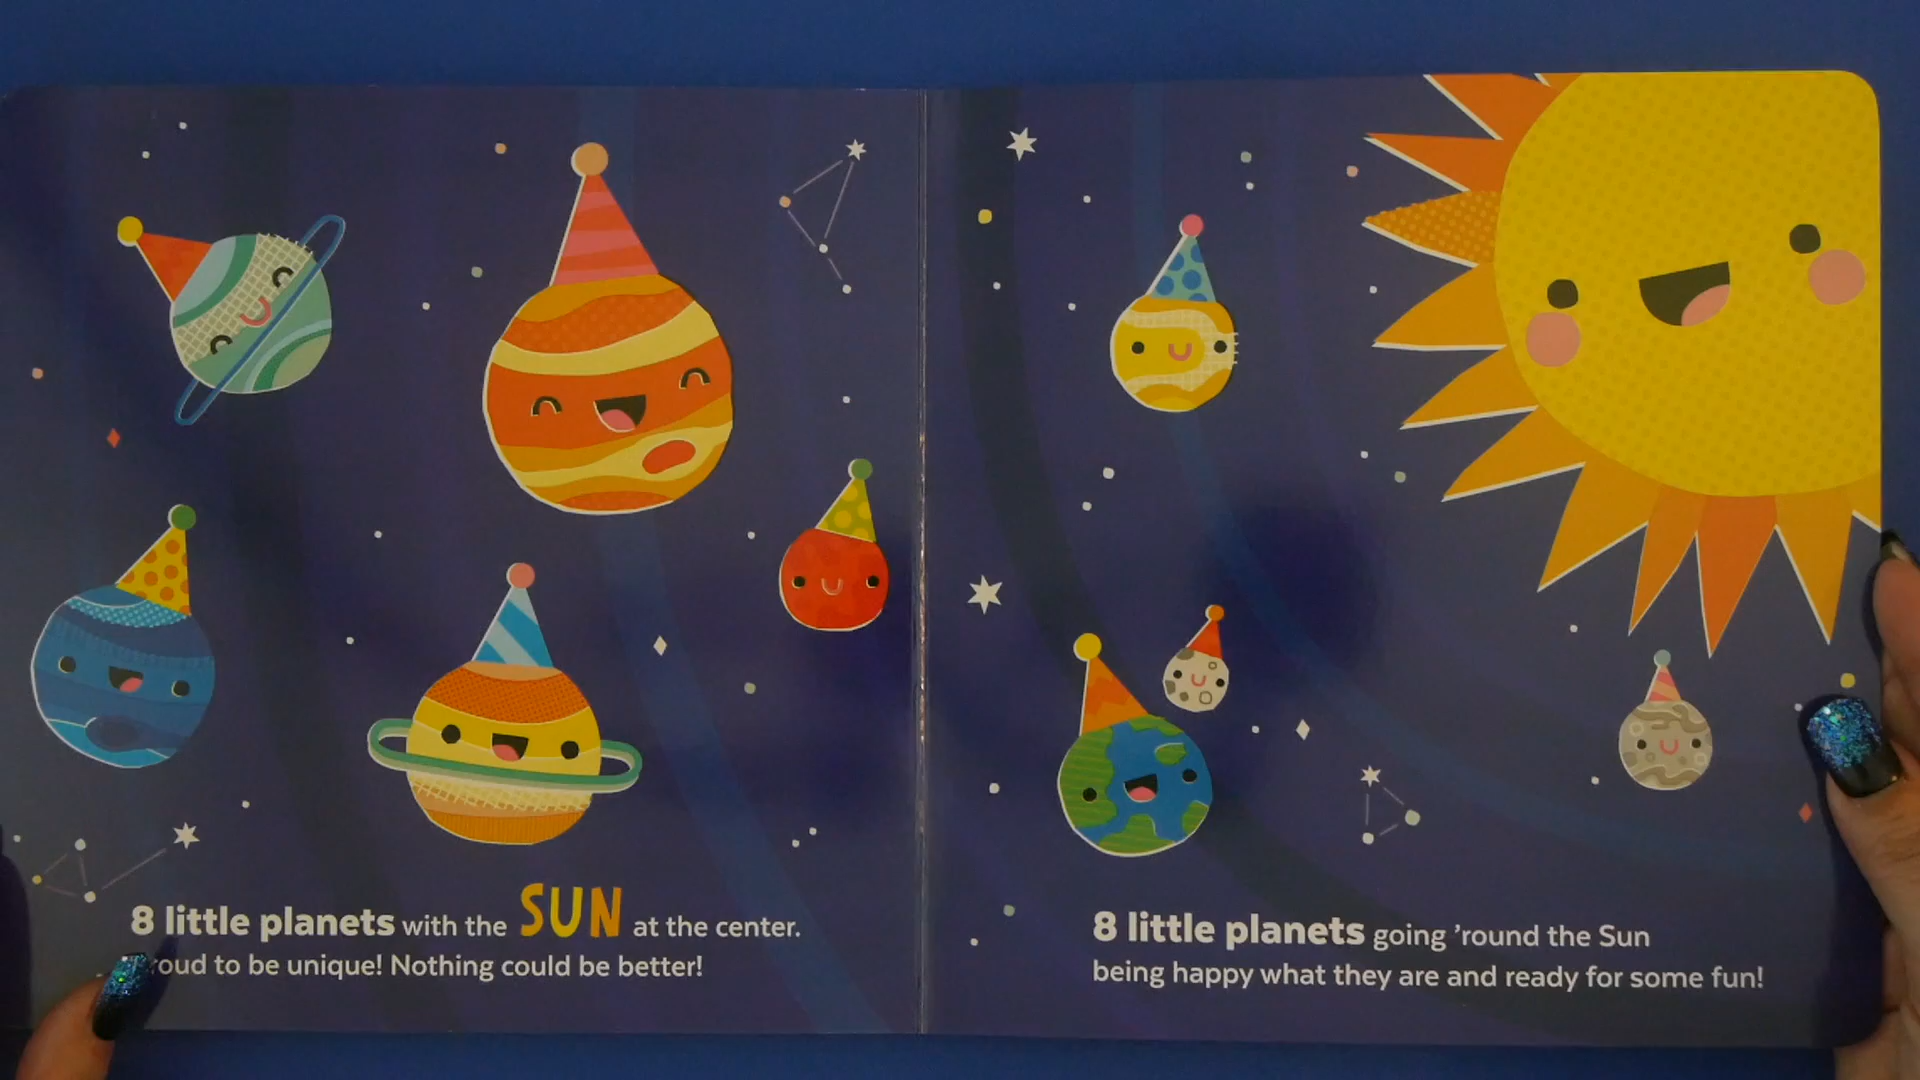 8 little planets with the SUN at the center.
roud to be unique! Nothing could be better!
8 little planets going ’round the Sun
being happy what they are and ready for some fun!